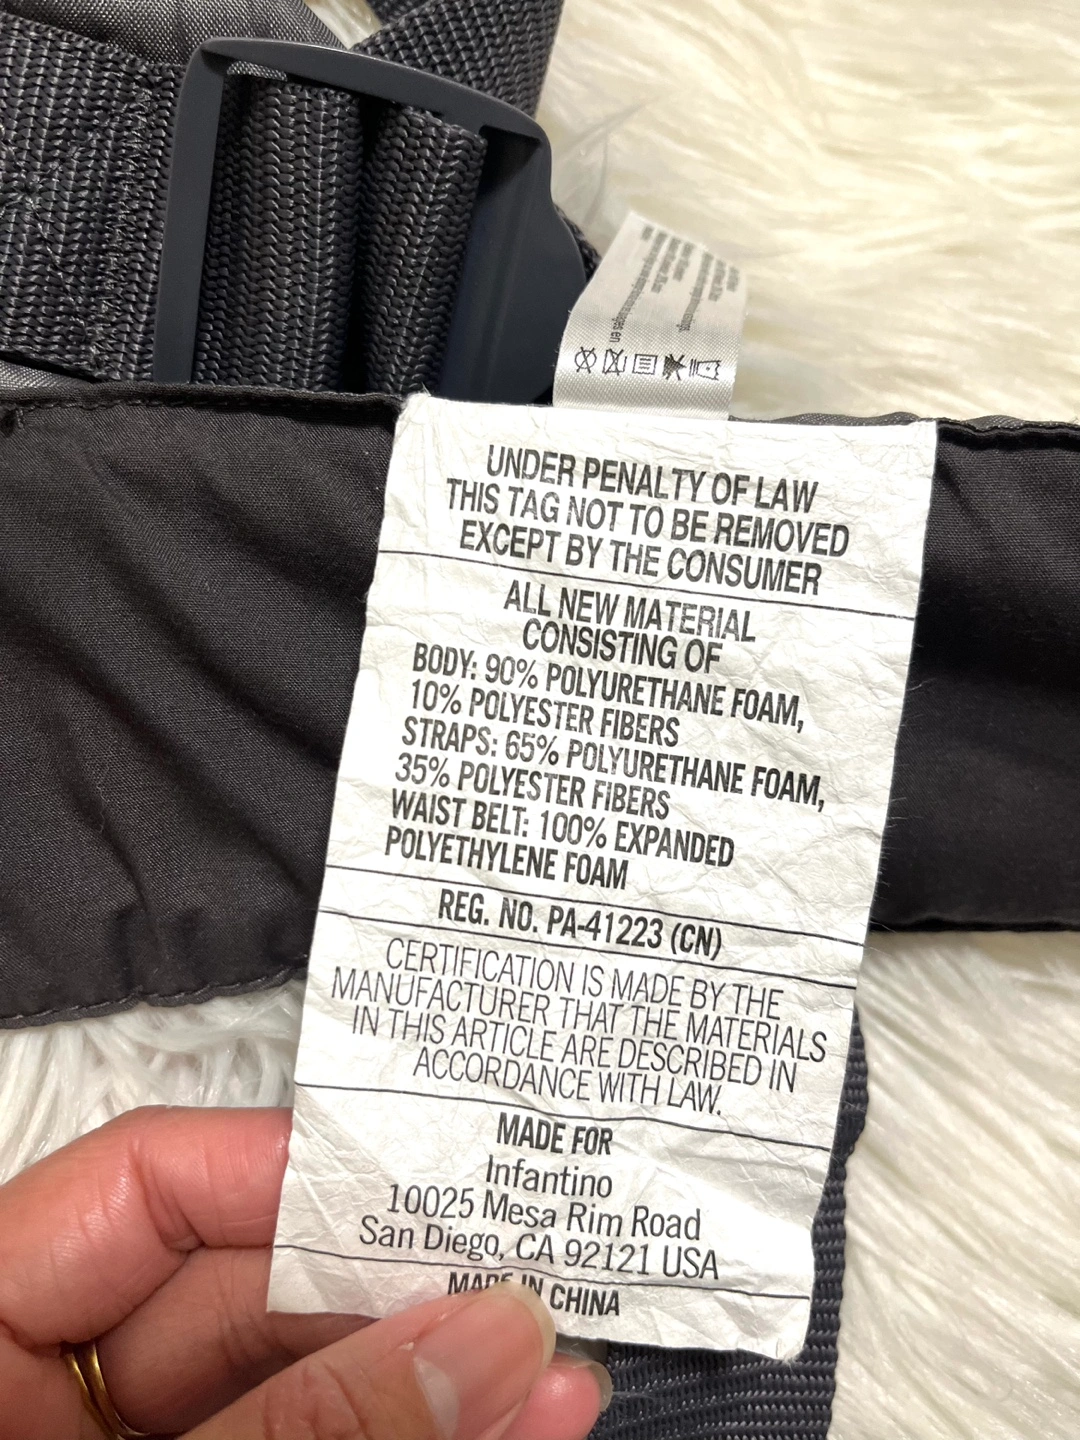 UNDER PENALTY OF LAW
THIS TAG NOT TO BE REMOVED
EXCEPT BY THE CONSUMER
ALL NEW MATERIAL
CONSISTING OF
BODY: 90% POLYURETHANE FOAM,
10% POLYESTER FIBERS
STRAPS: 65% POLYURETHANE FOAM,
35% POLYESTER FIBERS
WAIST BELT: 100% EXPANDED
POLYETHYLENE FOAM
REG. NO. PA-41223 (CN)
CERTIFICATION IS MADE BY THE
MANUFACTURER THAT THE MATERIALS
IN THIS ARTICLE ARE DESCRIBED IN
ACCORDANCE WITH LAW.
MADE FOR
Infantino
10025 Mesa Rim Road
San Diego, CA 92121 USA
MADE IN CHINA